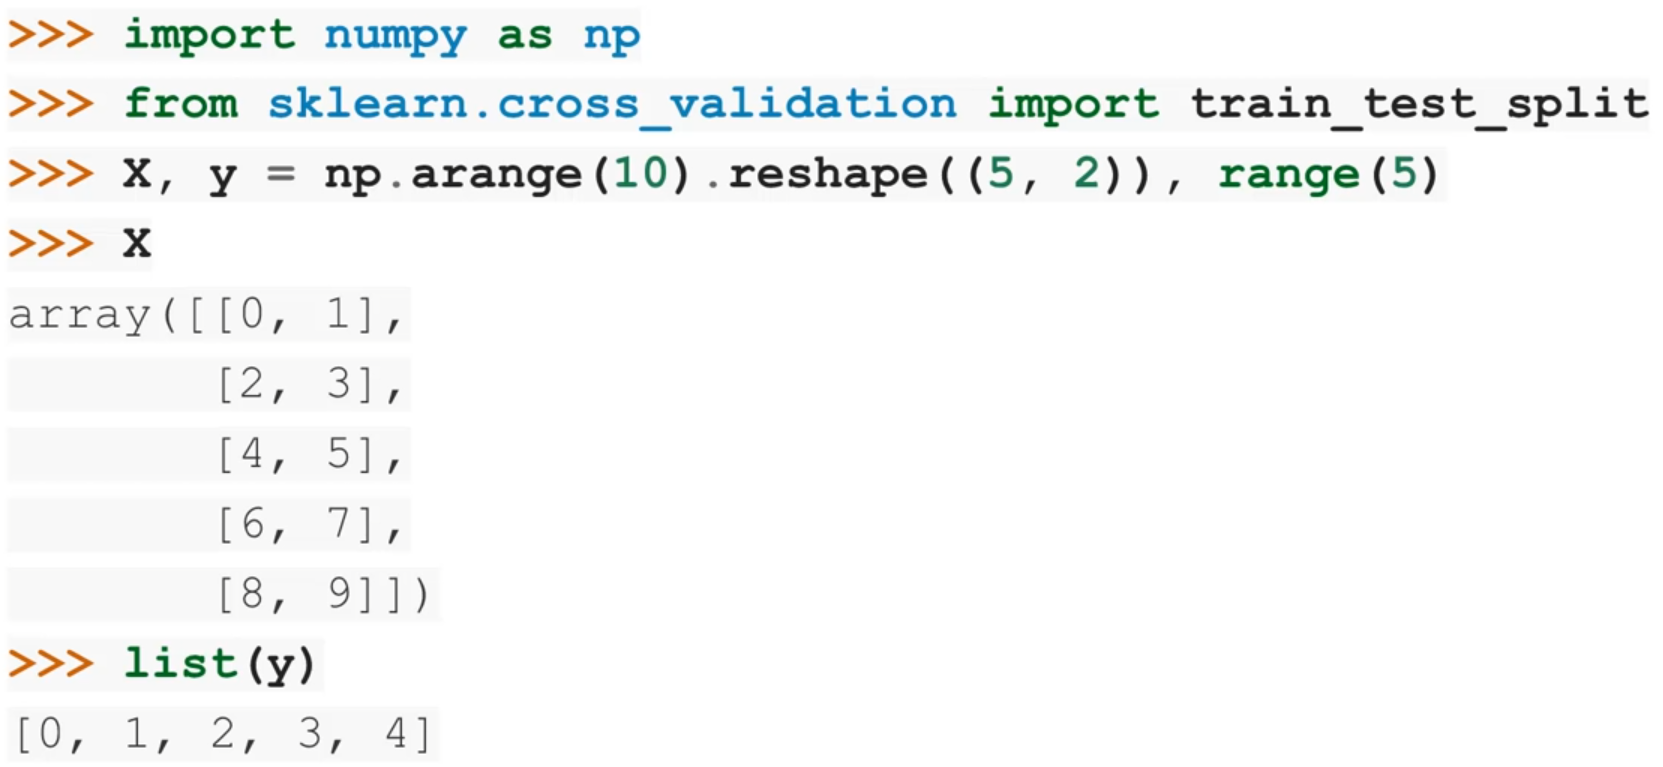 >>> import numpy as np
>>> from sklearn.cross_validation import train_test_split
>>> X, y = np.arange(10).reshape((5, 2)), range(5)
>>> X
array([[0, 1],
       [2, 3],
       [4, 5],
       [6, 7],
       [8, 9]])
>>> list(y)
[0, 1, 2, 3, 4]